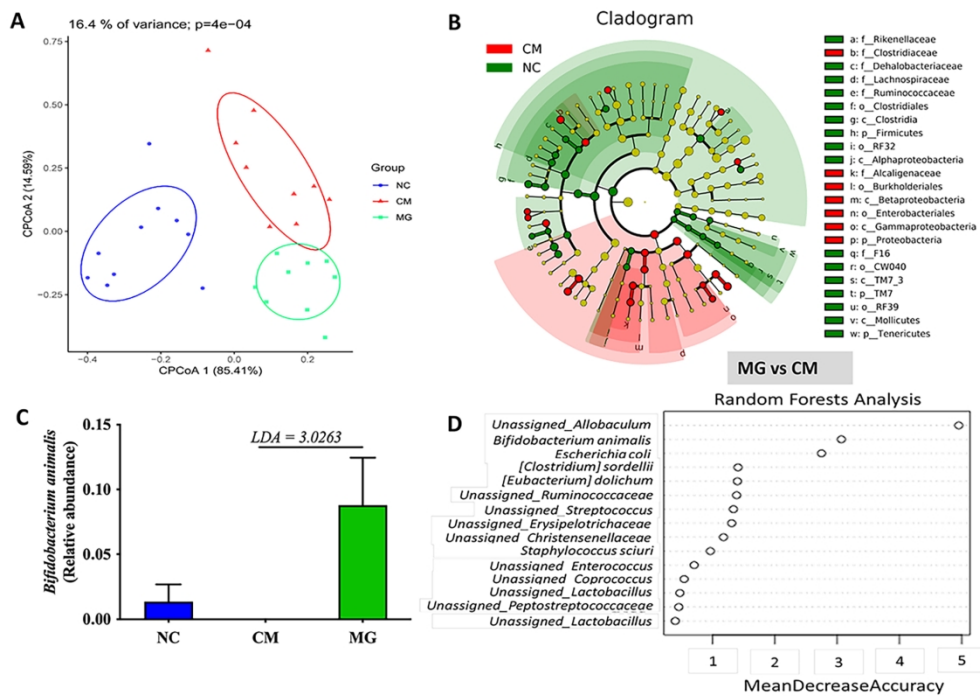 A
16.4 % of variance; p=4e-04
CPCoA 2 (14.59%)
0.75
0.50
0.25
0.00
−0.25
−0.4
−0.2
0.0
0.2
CPCoA 1 (85.41%)
Group
NC
CM
MG
B
Cladogram
CM
NC
a: f__Rikenellaceae
b: f__Clostridiaceae
c: f__Dehalobacteriaceae
d: f__Lachnospiraceae
e: f__Ruminococcaceae
f: o__Clostridiales
g: c__Clostridia
h: p__Firmicutes
i: o__RF32
j: c__Alphaproteobacteria
k: f__Alcaligenaceae
l: o__Burkholderiales
m: c__Betaproteobacteria
n: o__Enterobacteriales
o: c__Gammaproteobacteria
p: p__Proteobacteria
q: f__F16
r: o__CW040
s: c__TM7_3
t: p__TM7
u: o__RF39
v: c__Mollicutes
w: p__Tenericutes
C
Bifidobacterium animalis
(Relative abundance)
0.15
0.10
0.05
0.00
LDA = 3.0263
NC
CM
MG
MG vs CM
D
Random Forests Analysis
Unassigned_Allobaculum
Bifidobacterium animalis
Escherichia coli
[Clostridium] sordellii
[Eubacterium] dolichum
Unassigned_Ruminococcaceae
Unassigned_Streptococcus
Unassigned_Erysipelotrichaceae
Unassigned_Christensenellaceae
Staphylococcus sciuri
Unassigned_Enterococcus
Unassigned_Coprococcus
Unassigned_Lactobacillus
Unassigned_Peptostreptococcaceae
Unassigned_Lactobacillus
1
2
3
4
5
MeanDecreaseAccuracy